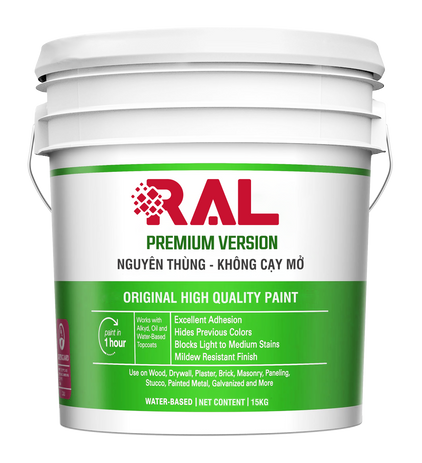 RAL
PREMIUM VERSION
NGUYÊN THÙNG - KHÔNG CẠY MỞ
ORIGINAL HIGH QUALITY PAINT
paint in
1 hour
Works with
Alkyd, Oil and
Water-Based
Topcoats
Excellent Adhesion
Hides Previous Colors
Blocks Light to Medium Stains
Mildew Resistant Finish
Use on Wood, Drywall, Plaster, Brick, Masonry, Paneling,
Stucco, Painted Metal, Galvanized and More
WATER-BASED | NET CONTENT | 15KG